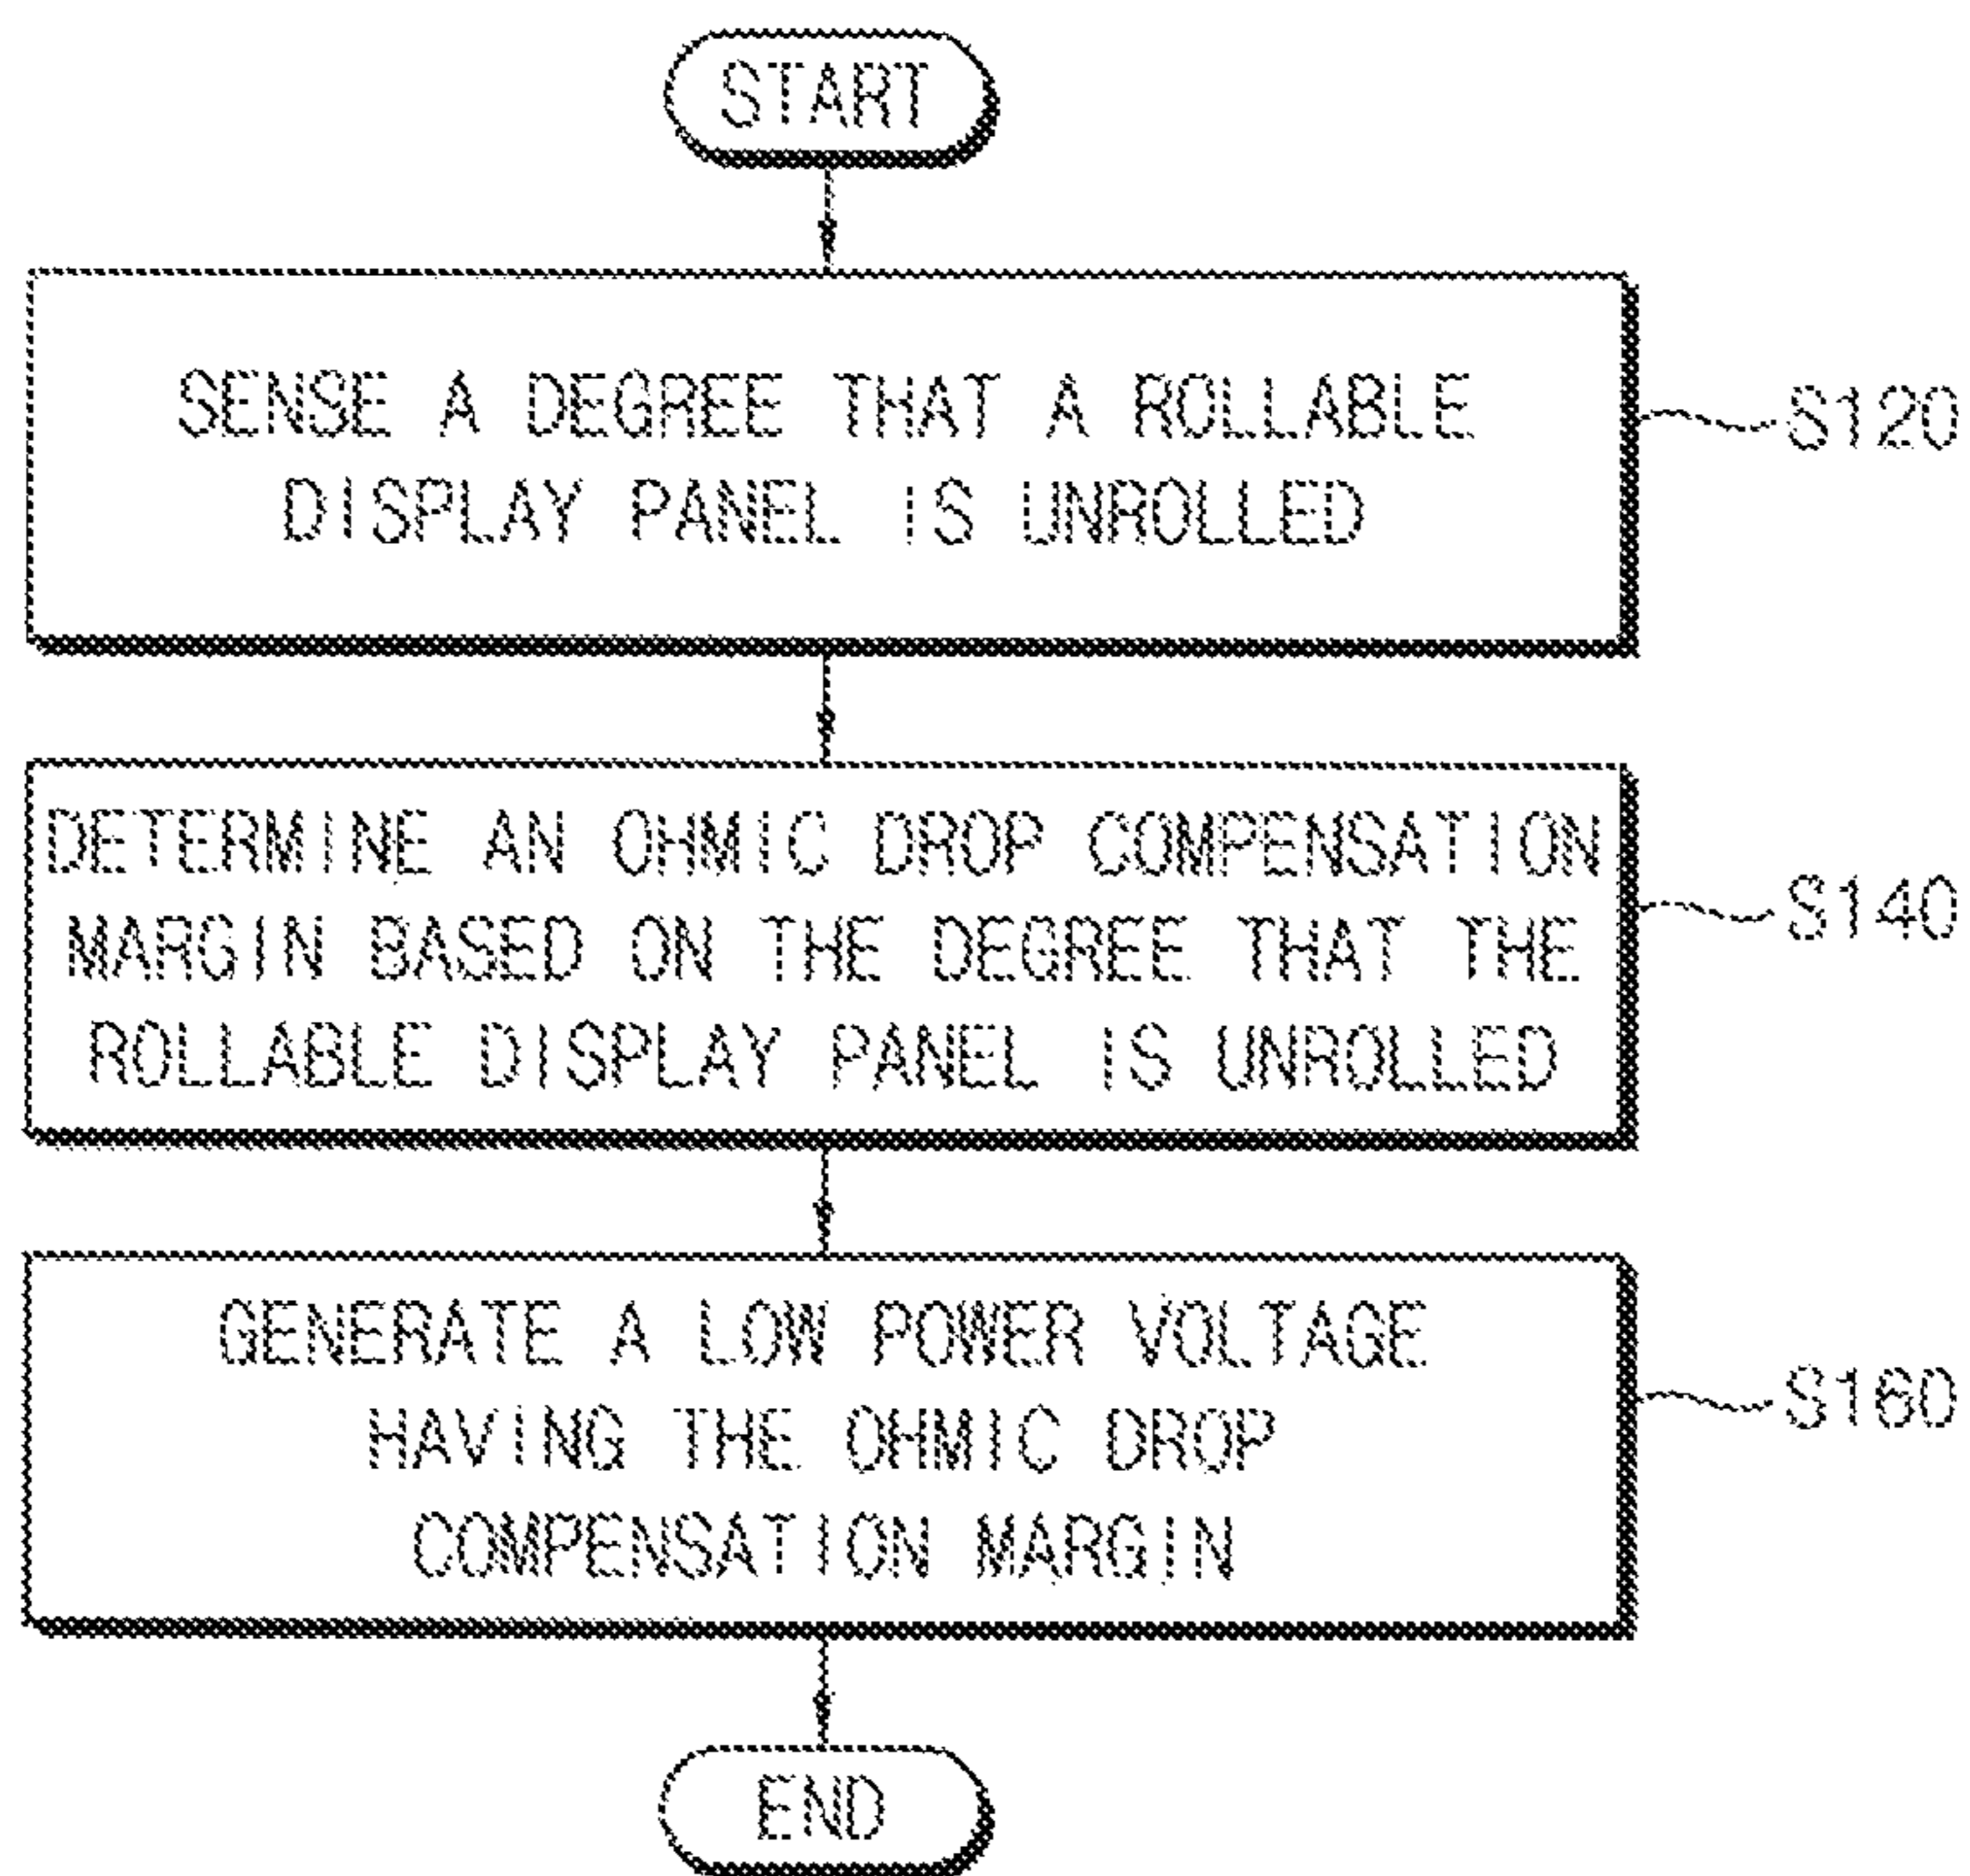 START
SENSE A DEGREE THAT A ROLLABLE
DISPLAY PANEL IS UNROLLED
S120
DETERMINE AN OHMIC DROP COMPENSATION
MARGIN BASED ON THE DEGREE THAT THE
ROLLABLE DISPLAY PANEL IS UNROLLED
S140
GENERATE A LOW POWER VOLTAGE
HAVING THE OHMIC DROP
COMPENSATION MARGIN
S160
END